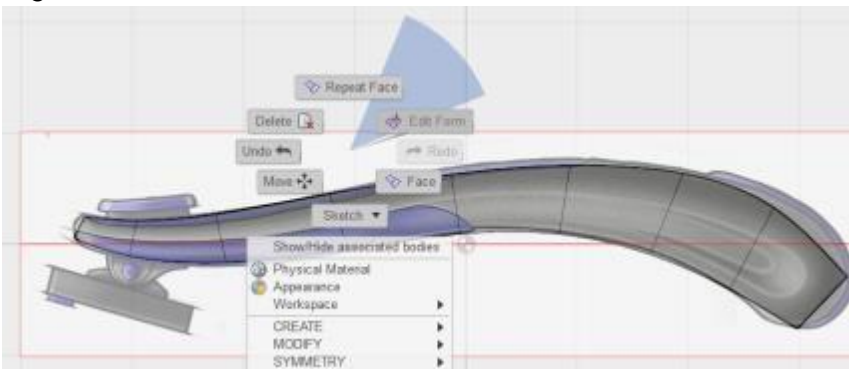 Repeat Face
Delete
Edit Form
Undo
Redo
Move
Face
Sketch
Show/Hide associated bodies
Physical Material
Appearance
Workspace
CREATE
MODIFY
SYMMETRY